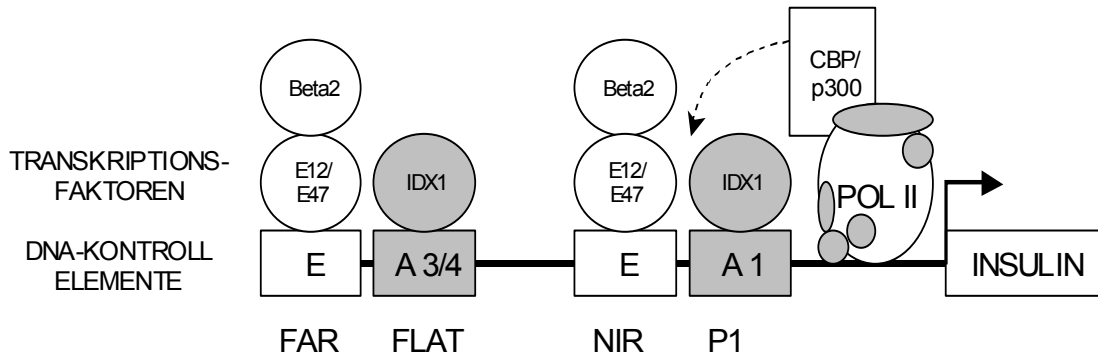 CBP/
p300
Beta2
Beta2
TRANSKRIPTIONS-
FAKTOREN
E12/
E47
IDX1
E12/
E47
IDX1
POL II
DNA-KONTROLL
ELEMENTE
E
A 3/4
E
A 1
INSULIN
FAR
FLAT
NIR
P1